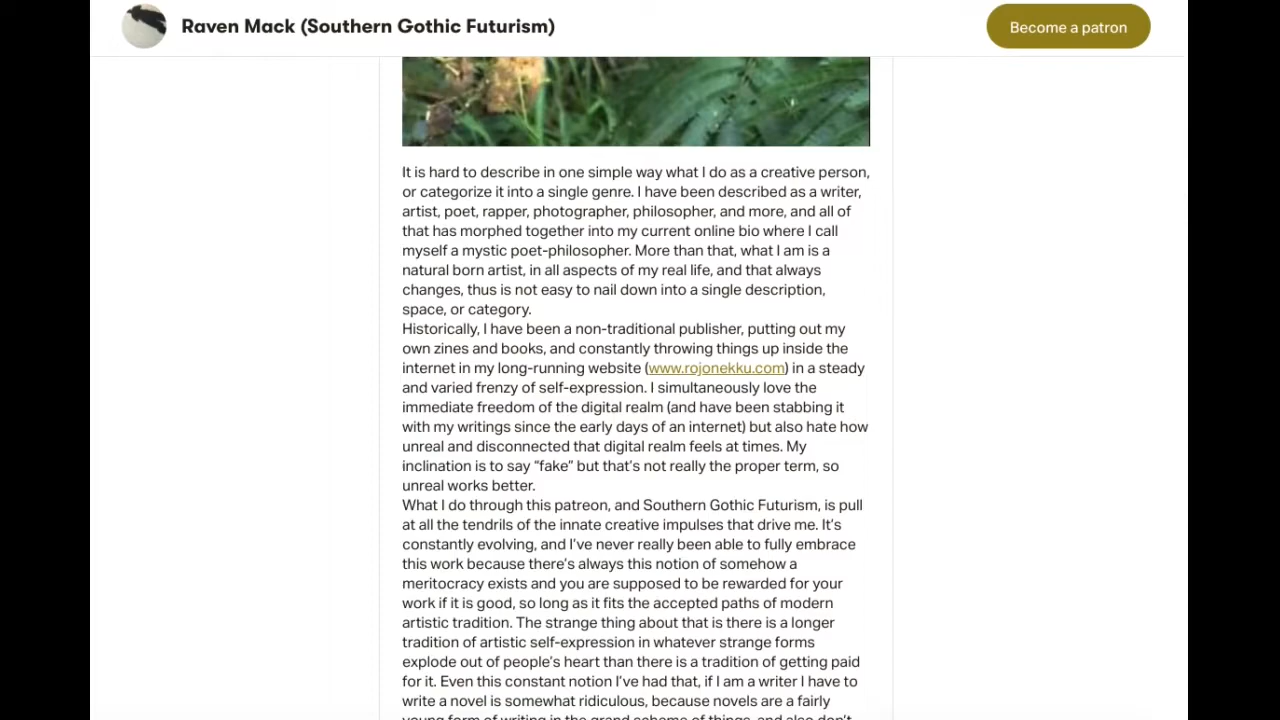 Raven Mack (Southern Gothic Futurism)
Become a patron
It is hard to describe in one simple way what I do as a creative person,
or categorize it into a single genre. I have been described as a writer,
artist, poet, rapper, photographer, philosopher, and more, and all of
that has morphed together into my current online bio where I call
myself a mystic poet-philosopher. More than that, what I am is a
natural born artist, in all aspects of my real life, and that always
changes, thus is not easy to nail down into a single description,
space, or category.
Historically, I have been a non-traditional publisher, putting out my
own zines and books, and constantly throwing things up inside the
internet in my long-running website (www.rojonekku.com) in a steady
and varied frenzy of self-expression. I simultaneously love the
immediate freedom of the digital realm (and have been stabbing it
with my writings since the early days of an internet) but also hate how
unreal and disconnected that digital realm feels at times. My
inclination is to say “fake” but that’s not really the proper term, so
unreal works better.
What I do through this patreon, and Southern Gothic Futurism, is pull
at all the tendrils of the innate creative impulses that drive me. It’s
constantly evolving, and I’ve never really been able to fully embrace
this work because there’s always this notion of somehow a
meritocracy exists and you are supposed to be rewarded for your
work if it is good, so long as it fits the accepted paths of modern
artistic tradition. The strange thing about that is there is a longer
tradition of artistic self-expression in whatever strange forms
explode out of people’s heart than there is a tradition of getting paid
for it. Even this constant notion I’ve had that, if I am a writer I have to
write a novel is somewhat ridiculous, because novels are a fairly
young form of writing in the grand scheme of things, and also don’t